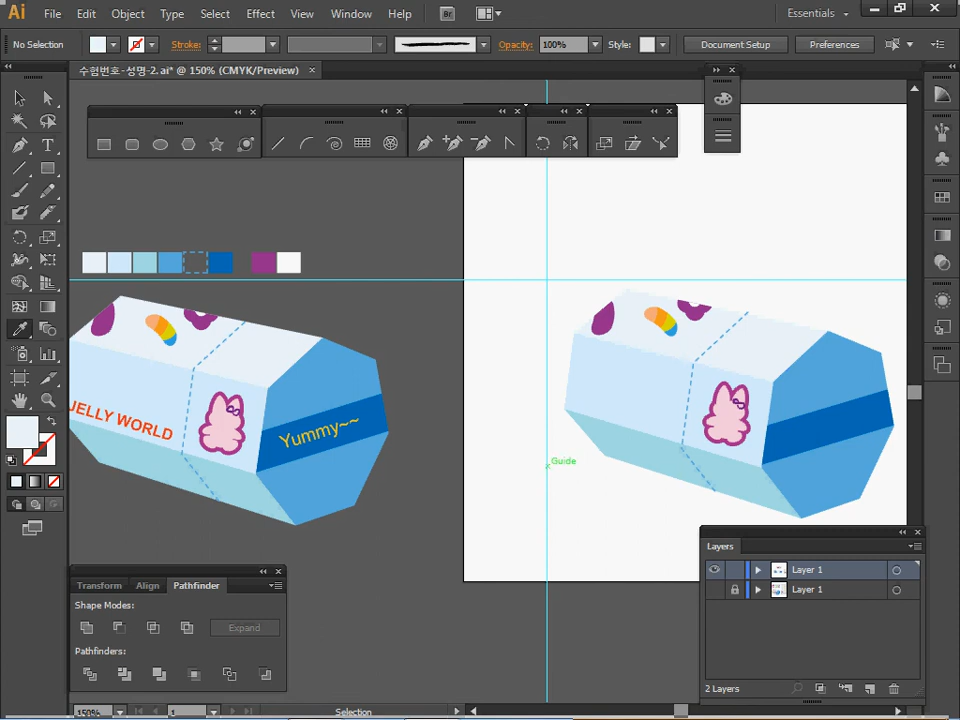 Ai File Edit Object Type Select Effect View Window Help Br Essentials
No Selection Stroke: Opacity: 100% Style: Document Setup Preferences
수험번호-성명-2.ai* @ 150% (CMYK/Preview)
JELLY WORLD
Yummy~~
Guide
Layers
Layer 1
Layer 1
2 Layers
Transform Align Pathfinder
Shape Modes:
Expand
Pathfinders:
150% 1 Selection